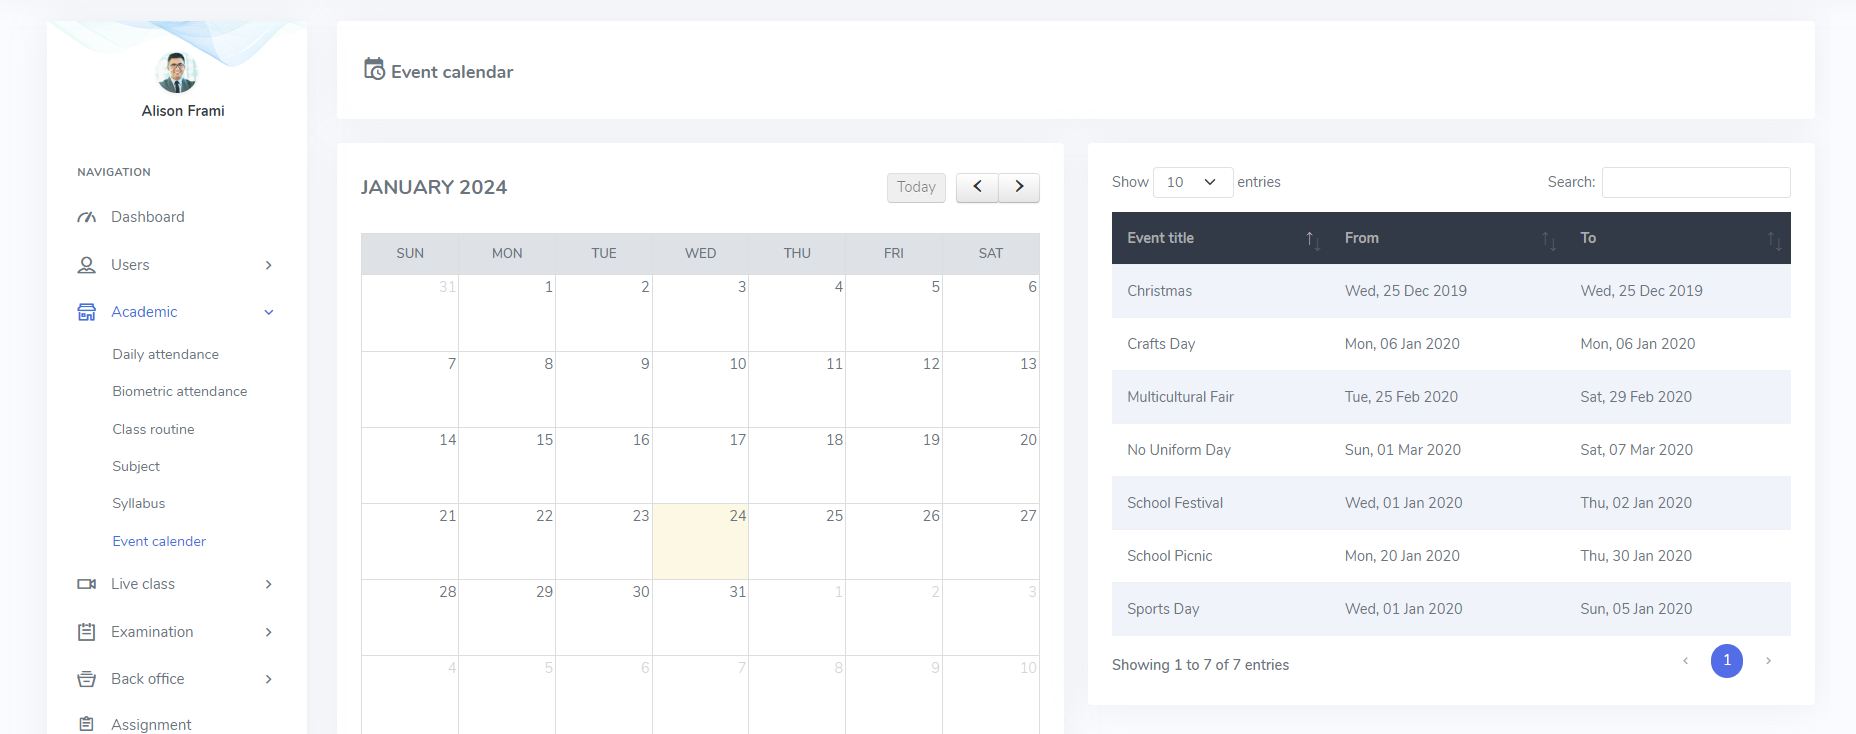 Alison Frami
NAVIGATION
Dashboard
Users
Academic
Daily attendance
Biometric attendance
Class routine
Subject
Syllabus
Event calender
Live class
Examination
Back office
Assignment
Event calendar
JANUARY 2024
Today
SUN MON TUE WED THU FRI SAT
31 1 2 3 4 5 6
7 8 9 10 11 12 13
14 15 16 17 18 19 20
21 22 23 24 25 26 27
28 29 30 31 1 2 3
4 5 6 7 8 9 10
Show 10 entries Search:
Event title From To
Christmas Wed, 25 Dec 2019 Wed, 25 Dec 2019
Crafts Day Mon, 06 Jan 2020 Mon, 06 Jan 2020
Multicultural Fair Tue, 25 Feb 2020 Sat, 29 Feb 2020
No Uniform Day Sun, 01 Mar 2020 Sat, 07 Mar 2020
School Festival Wed, 01 Jan 2020 Thu, 02 Jan 2020
School Picnic Mon, 20 Jan 2020 Thu, 30 Jan 2020
Sports Day Wed, 01 Jan 2020 Sun, 05 Jan 2020
Showing 1 to 7 of 7 entries 1